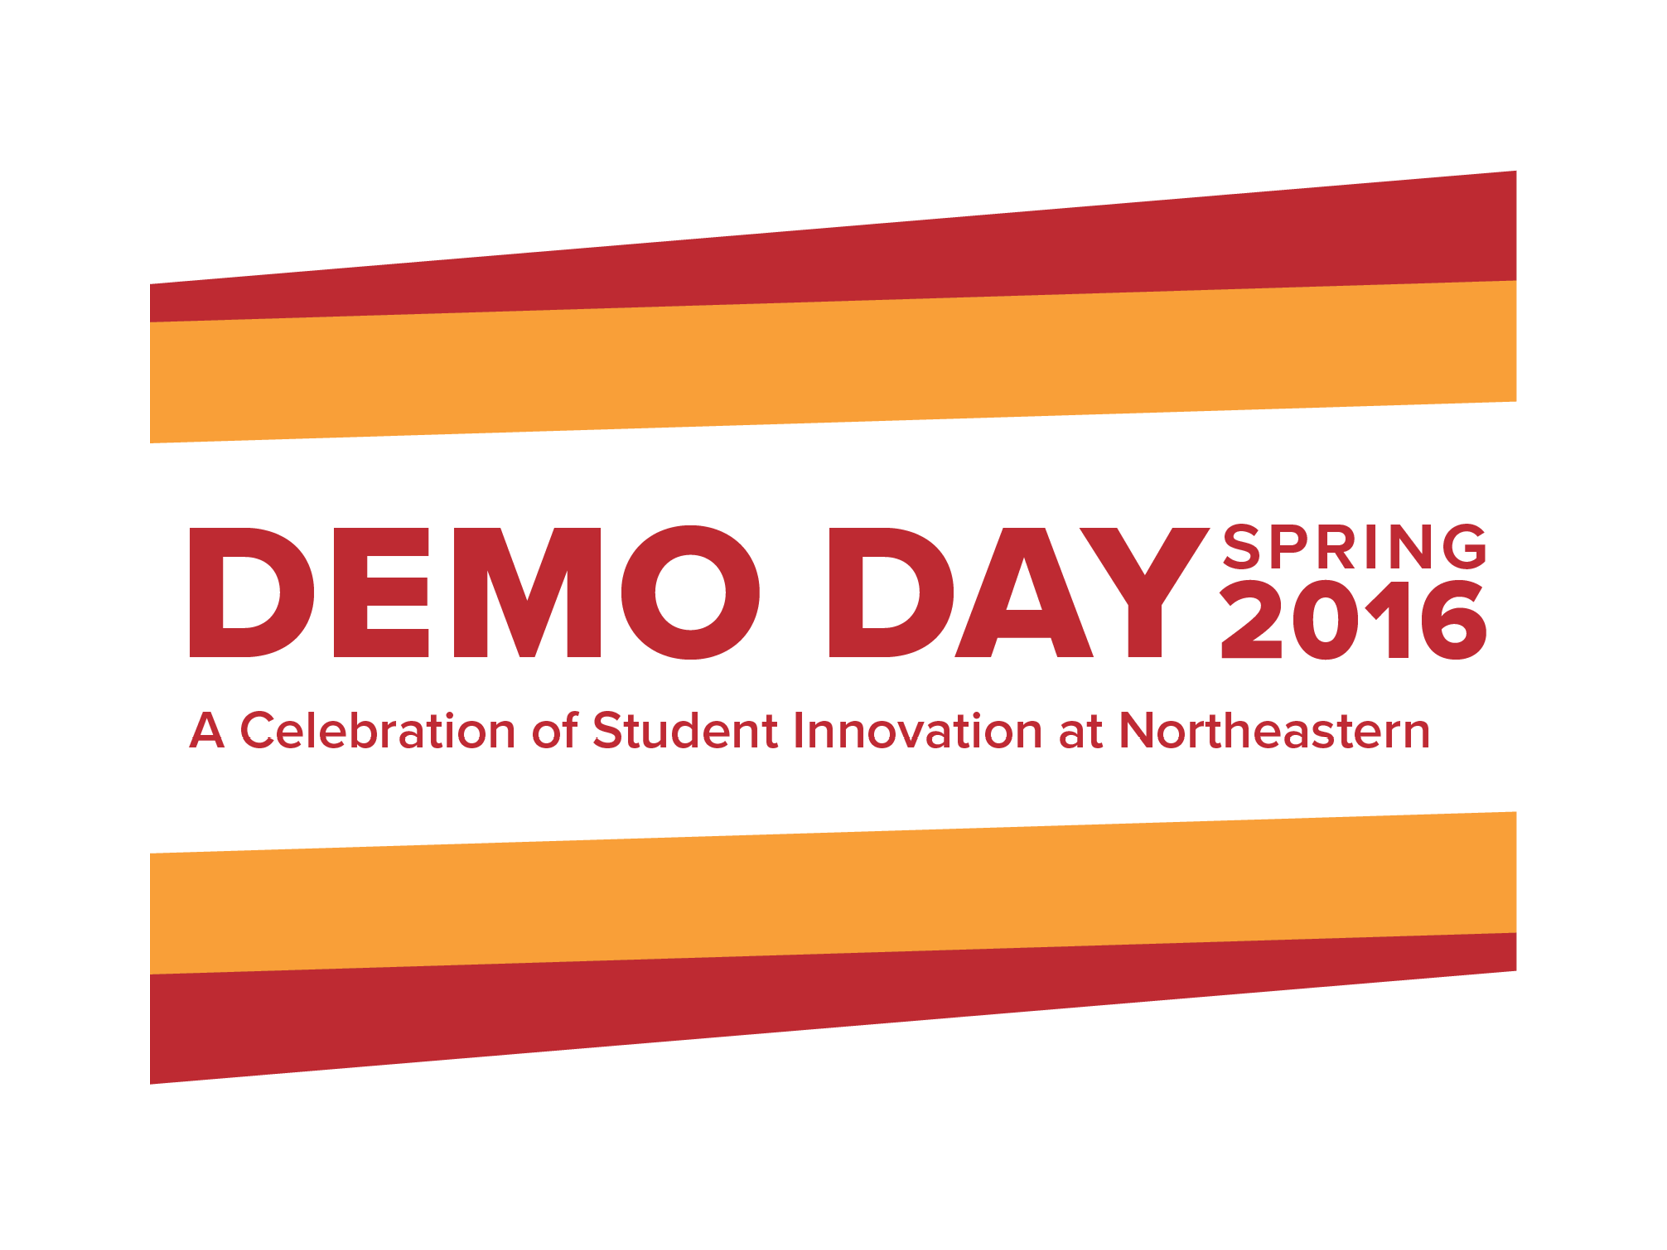 DEMO DAY SPRING 2016
A Celebration of Student Innovation at Northeastern